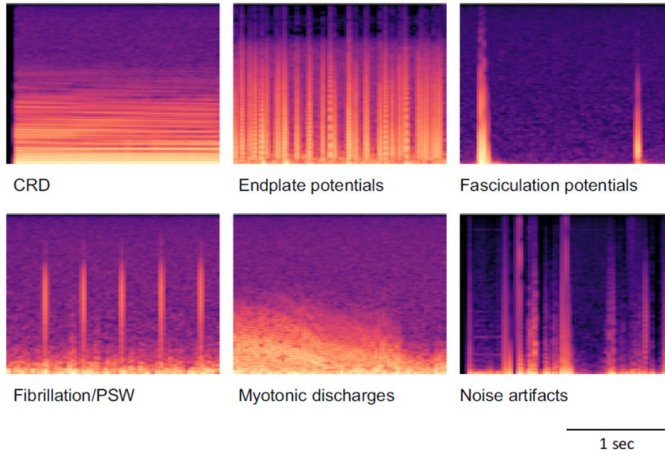 CRD
Endplate potentials
Fasciculation potentials
Fibrillation/PSW
Myotonic discharges
Noise artifacts
1 sec